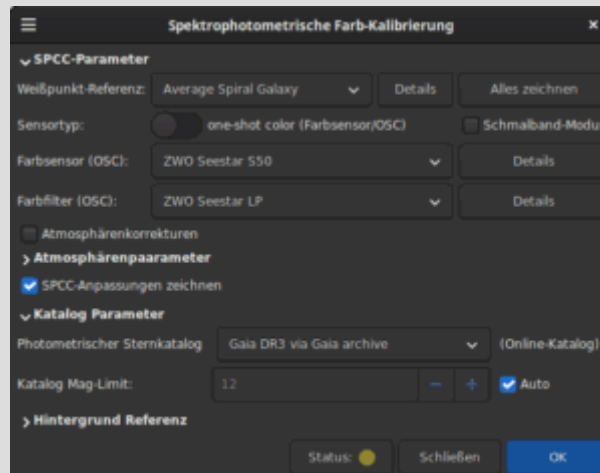 Spektrophotometrische Farb-Kalibrierung
SPCC-Parameter
Weißpunkt-Referenz: Average Spiral Galaxy Details Alles zeichnen
Sensortyp: one-shot color (Farbsensor/OSC) Schmalband-Modu
Farbsensor (OSC): ZWO Seestar S50 Details
Farbfilter (OSC): ZWO Seestar LP Details
Atmosphärenkorrekturen
Atmosphärenpaarameter
SPCC-Anpassungen zeichnen
Katalog Parameter
Photometrischer Sternkatalog Gaia DR3 via Gaia archive (Online-Katalog)
Katalog Mag-Limit: 12 − + Auto
Hintergrund Referenz
Status: Schließen OK